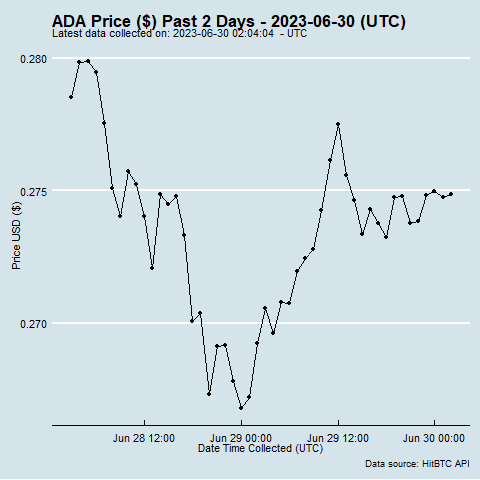 ADA Price ($) Past 2 Days - 2023-06-30 (UTC)
Latest data collected on: 2023-06-30 02:04:04 - UTC
0.280
0.275
0.270
Price USD ($)
Jun 28 12:00 Jun 29 00:00 Jun 29 12:00 Jun 30 00:00
Date Time Collected (UTC)
Data source: HitBTC API